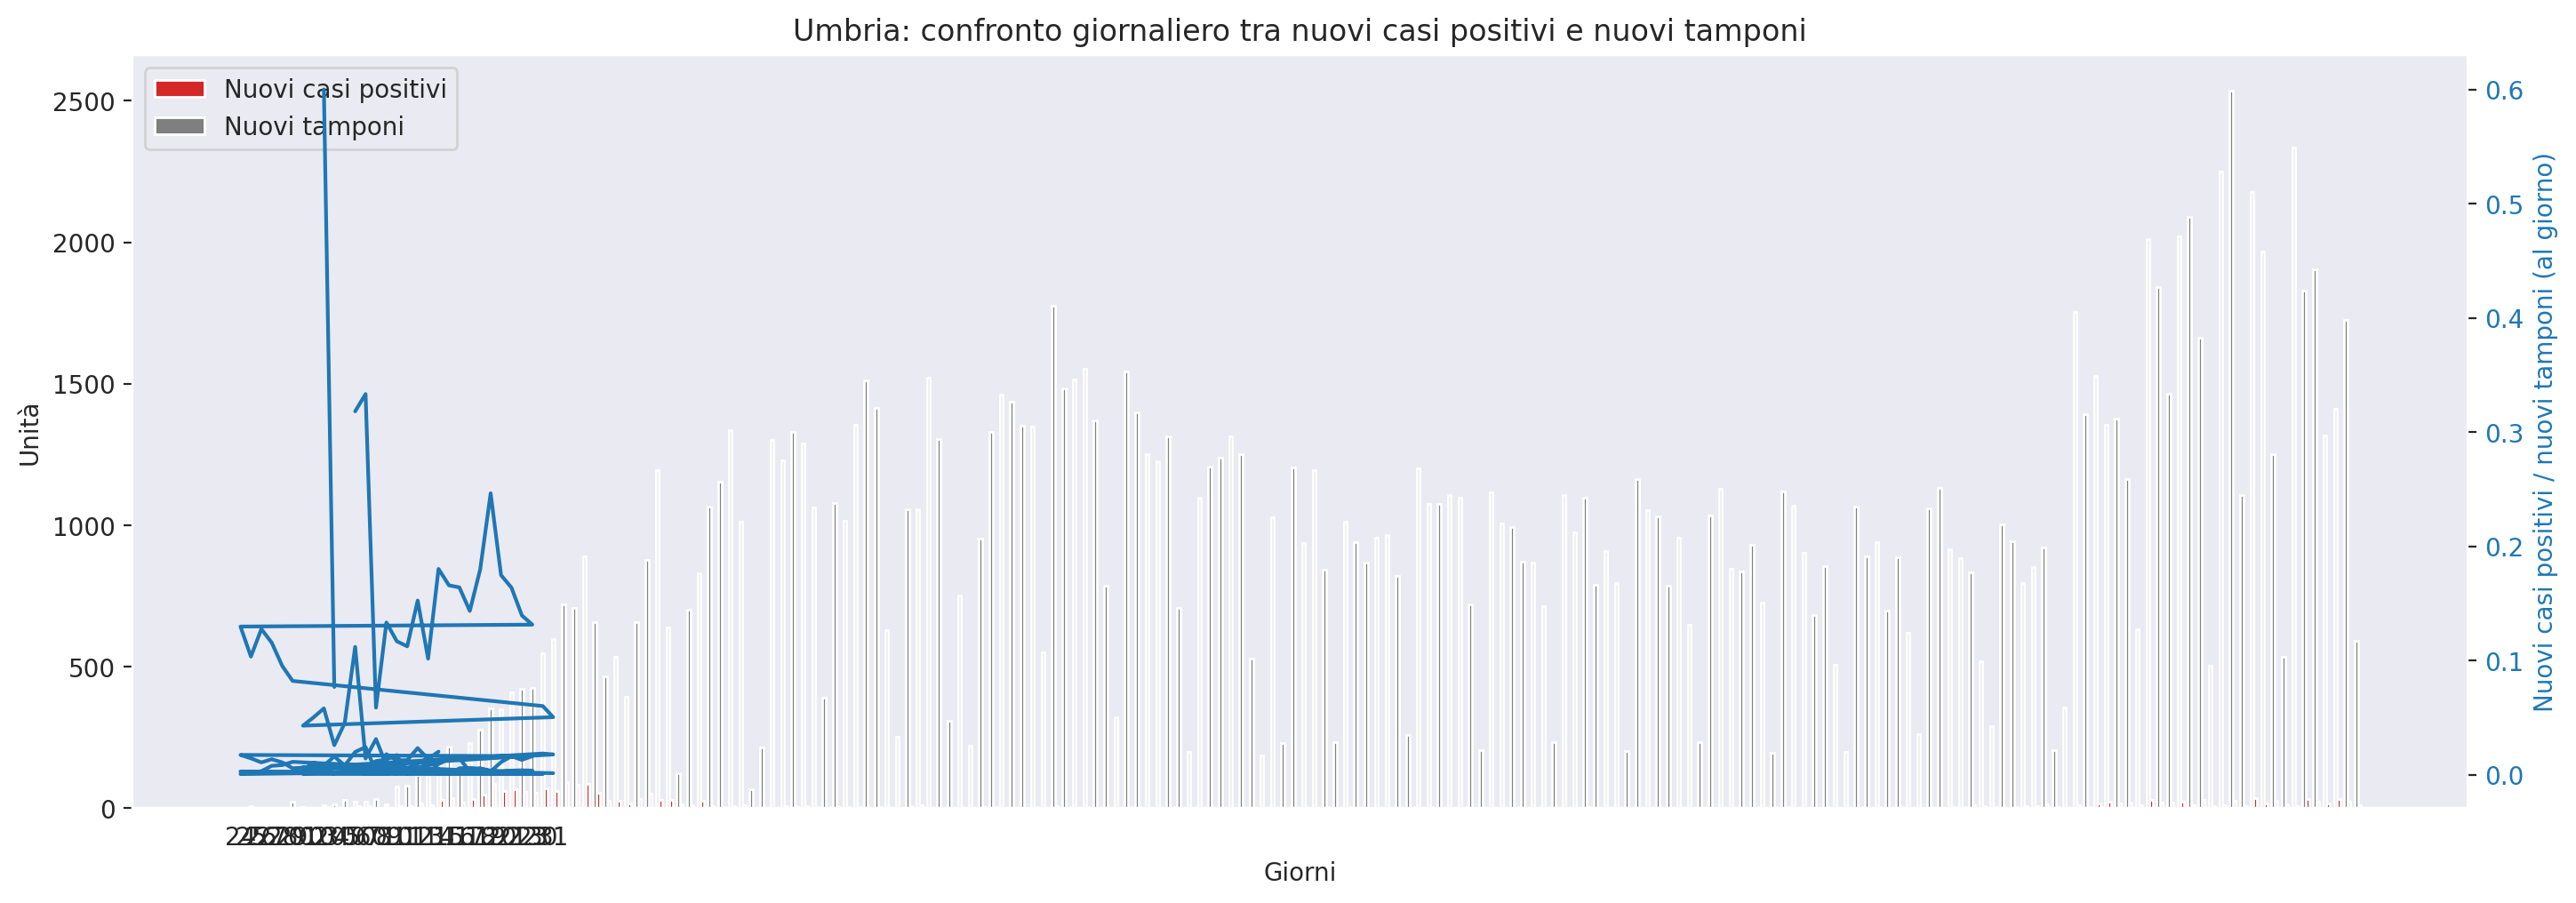 Umbria: confronto giornaliero tra nuovi casi positivi e nuovi tamponi
Nuovi casi positivi
Nuovi tamponi
2500
2000
1500
1000
500
0
Unità
0.6
0.5
0.4
0.3
0.2
0.1
0.0
Nuovi casi positivi / nuovi tamponi (al giorno)
Giorni